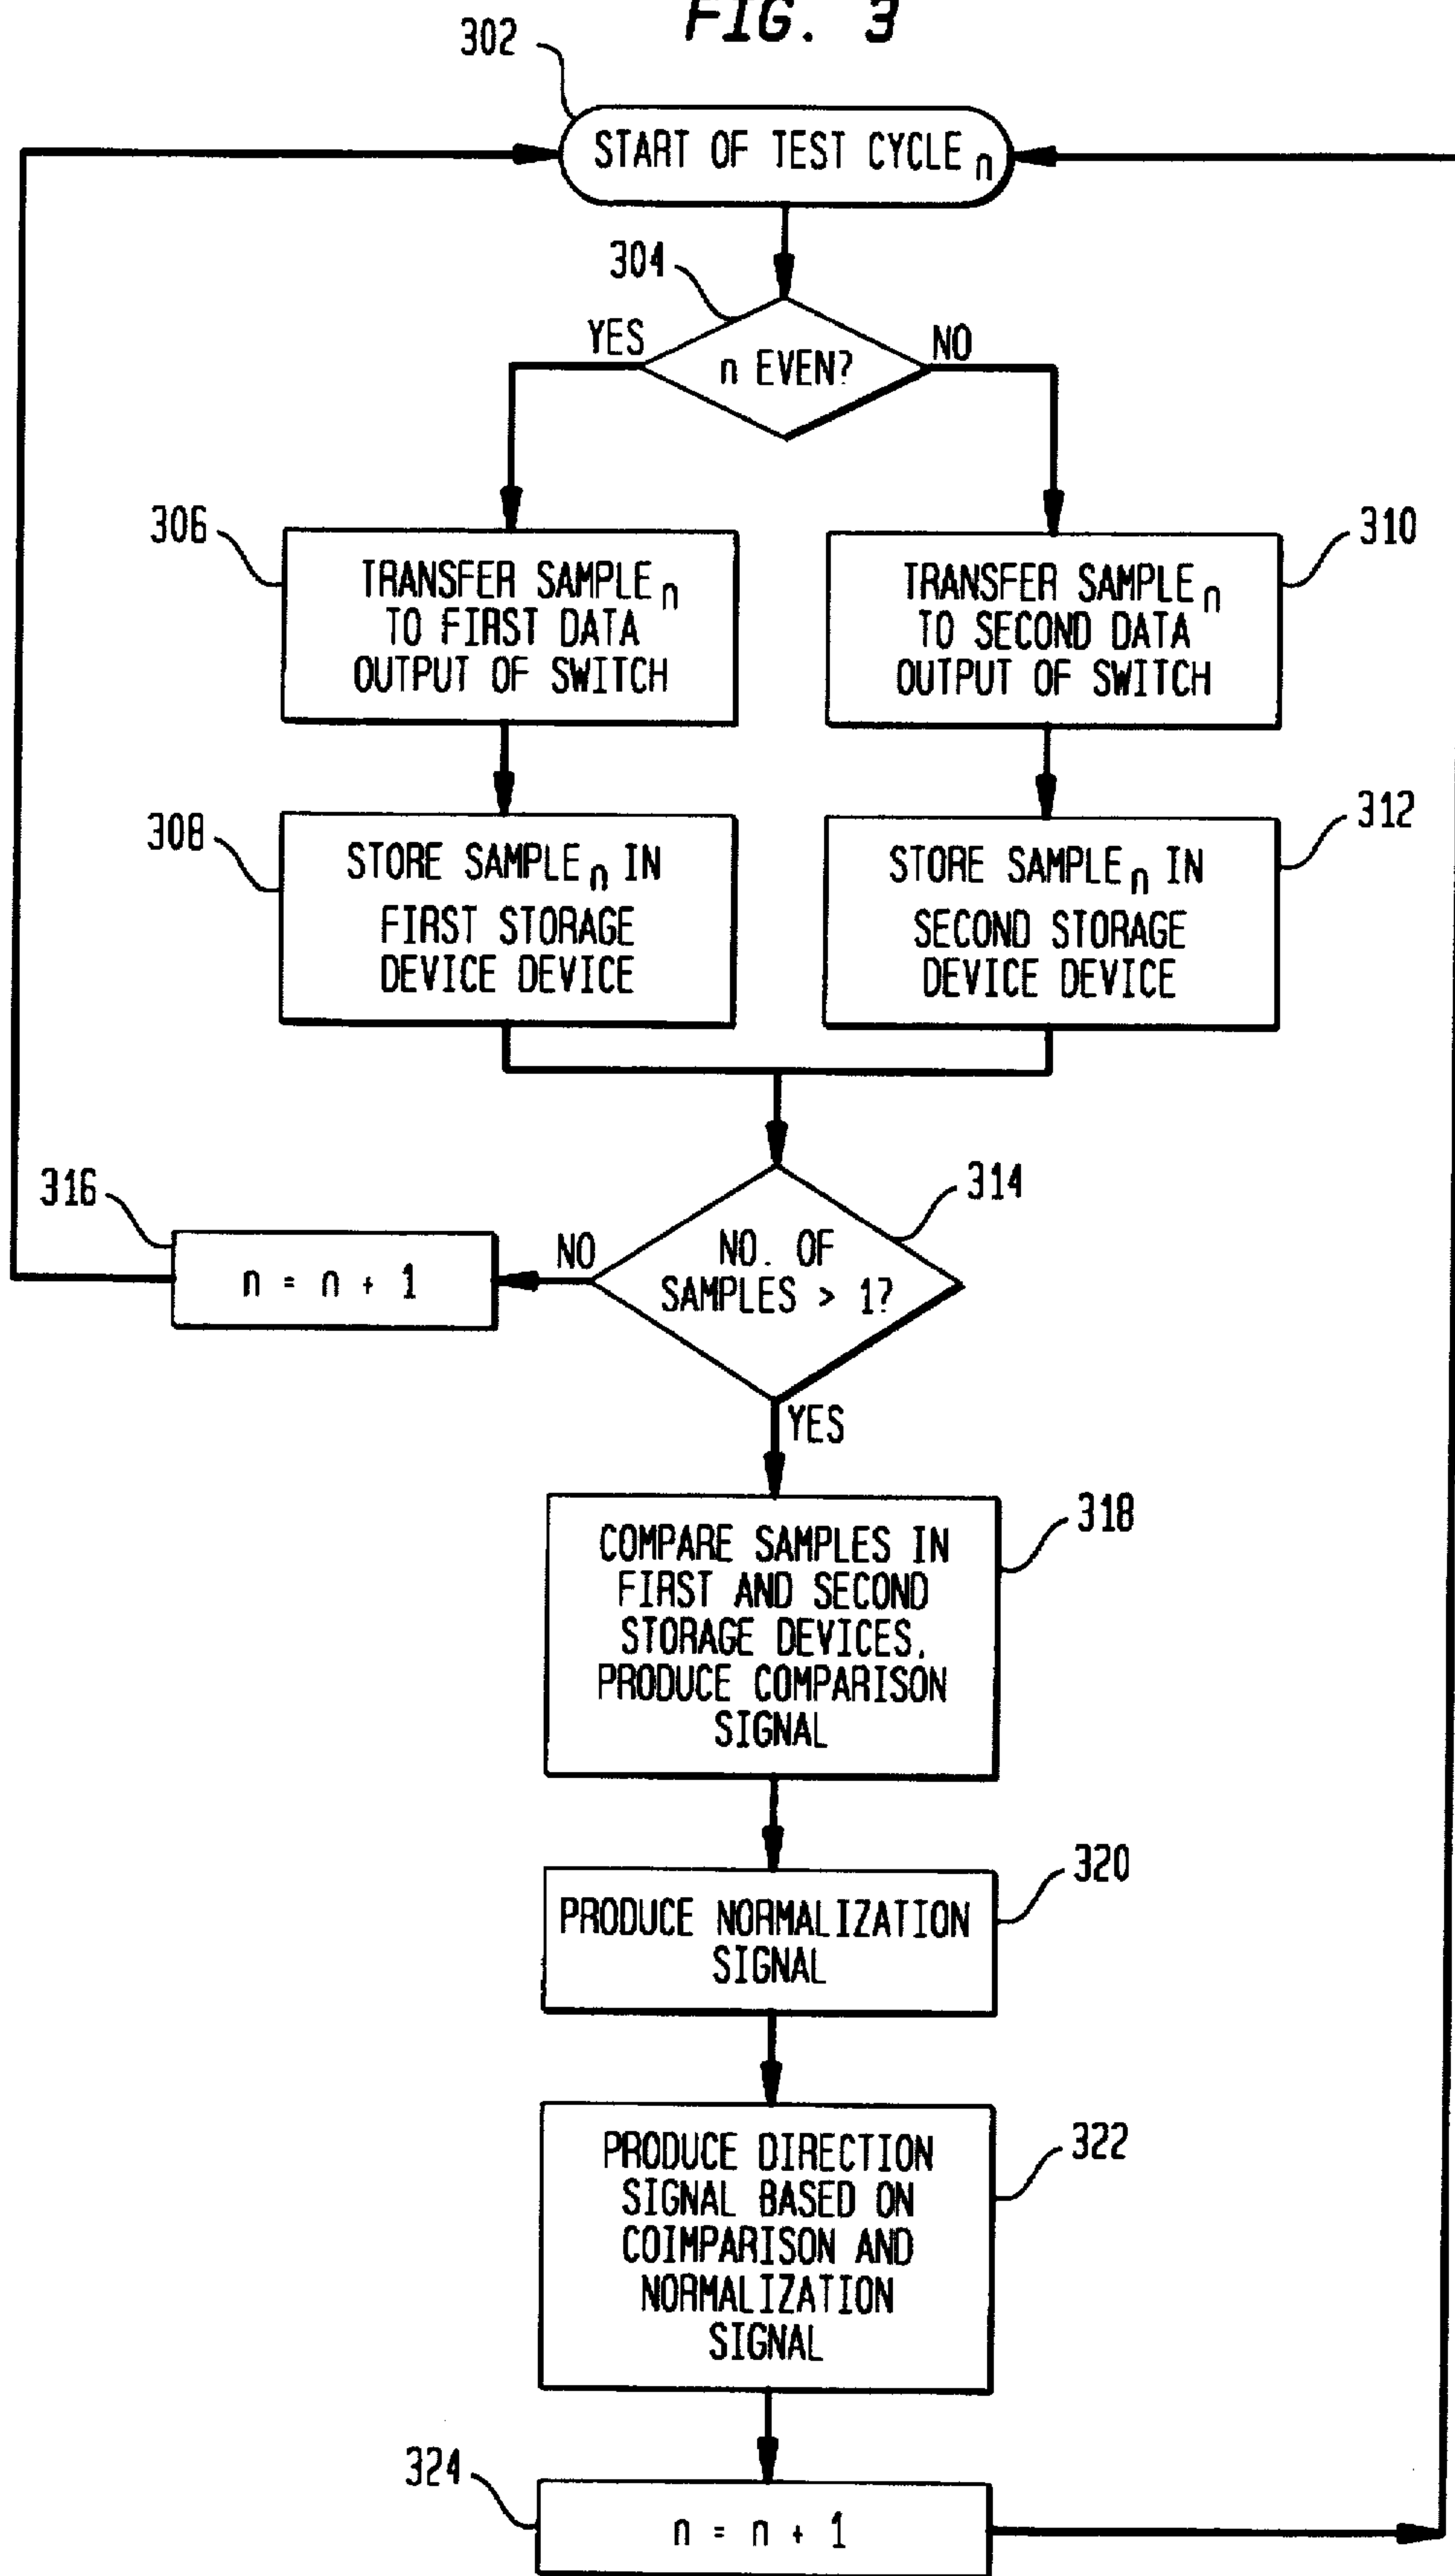 FIG. 3
302
START OF TEST CYCLE n
304
YES
n EVEN?
NO
306
TRANSFER SAMPLE n
TO FIRST DATA
OUTPUT OF SWITCH
310
TRANSFER SAMPLE n
TO SECOND DATA
OUTPUT OF SWITCH
308
STORE SAMPLE n IN
FIRST STORAGE
DEVICE DEVICE
312
STORE SAMPLE n IN
SECOND STORAGE
DEVICE DEVICE
314
NO. OF
SAMPLES > 1?
NO
316
n = n + 1
YES
318
COMPARE SAMPLES IN
FIRST AND SECOND
STORAGE DEVICES.
PRODUCE COMPARISON
SIGNAL
320
PRODUCE NORMALIZATION
SIGNAL
322
PRODUCE DIRECTION
SIGNAL BASED ON
COIMPARISON AND
NORMALIZATION
SIGNAL
324
n = n + 1